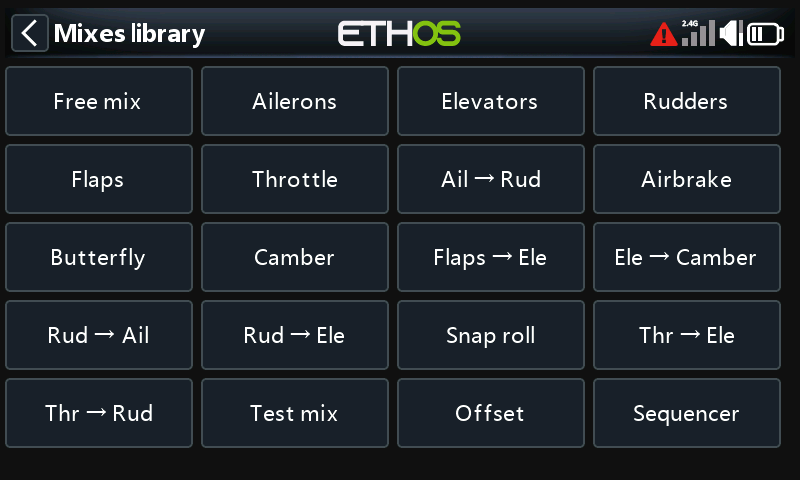 Mixes library
ETHOS
2.4G
Free mix
Ailerons
Elevators
Rudders
Flaps
Throttle
Ail → Rud
Airbrake
Butterfly
Camber
Flaps → Ele
Ele → Camber
Rud → Ail
Rud → Ele
Snap roll
Thr → Ele
Thr → Rud
Test mix
Offset
Sequencer